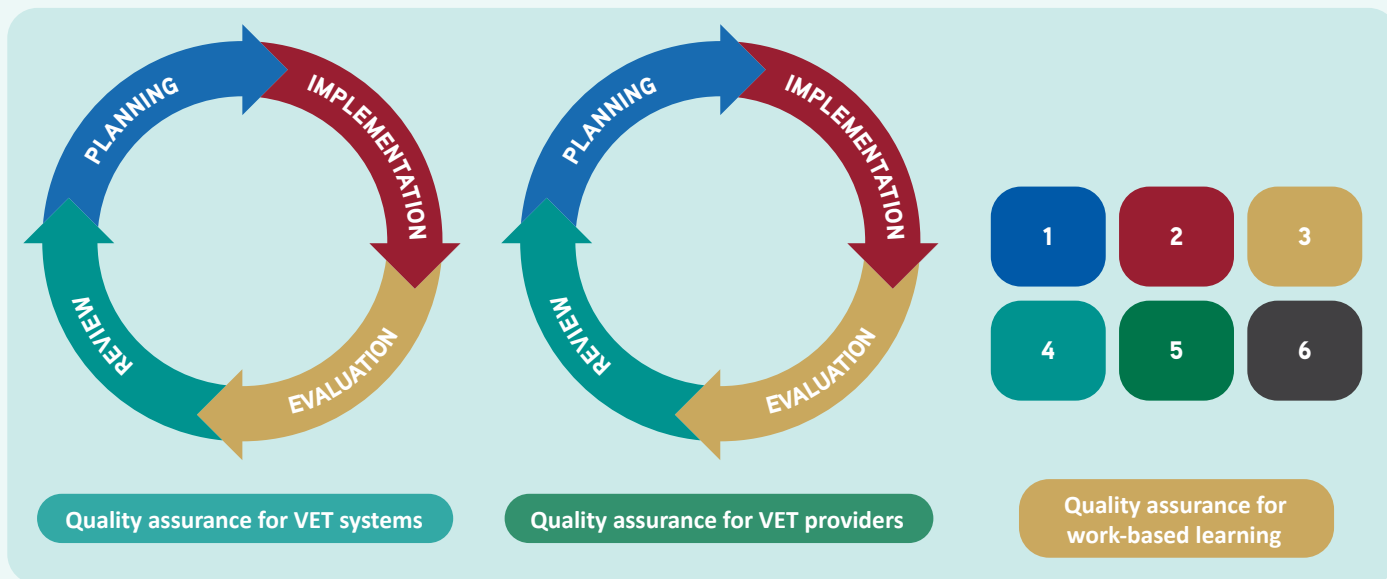 PLANNING
IMPLEMENTATION
EVALUATION
REVIEW
Quality assurance for VET systems
PLANNING
IMPLEMENTATION
EVALUATION
REVIEW
Quality assurance for VET providers
1
2
3
4
5
6
Quality assurance for
work-based learning